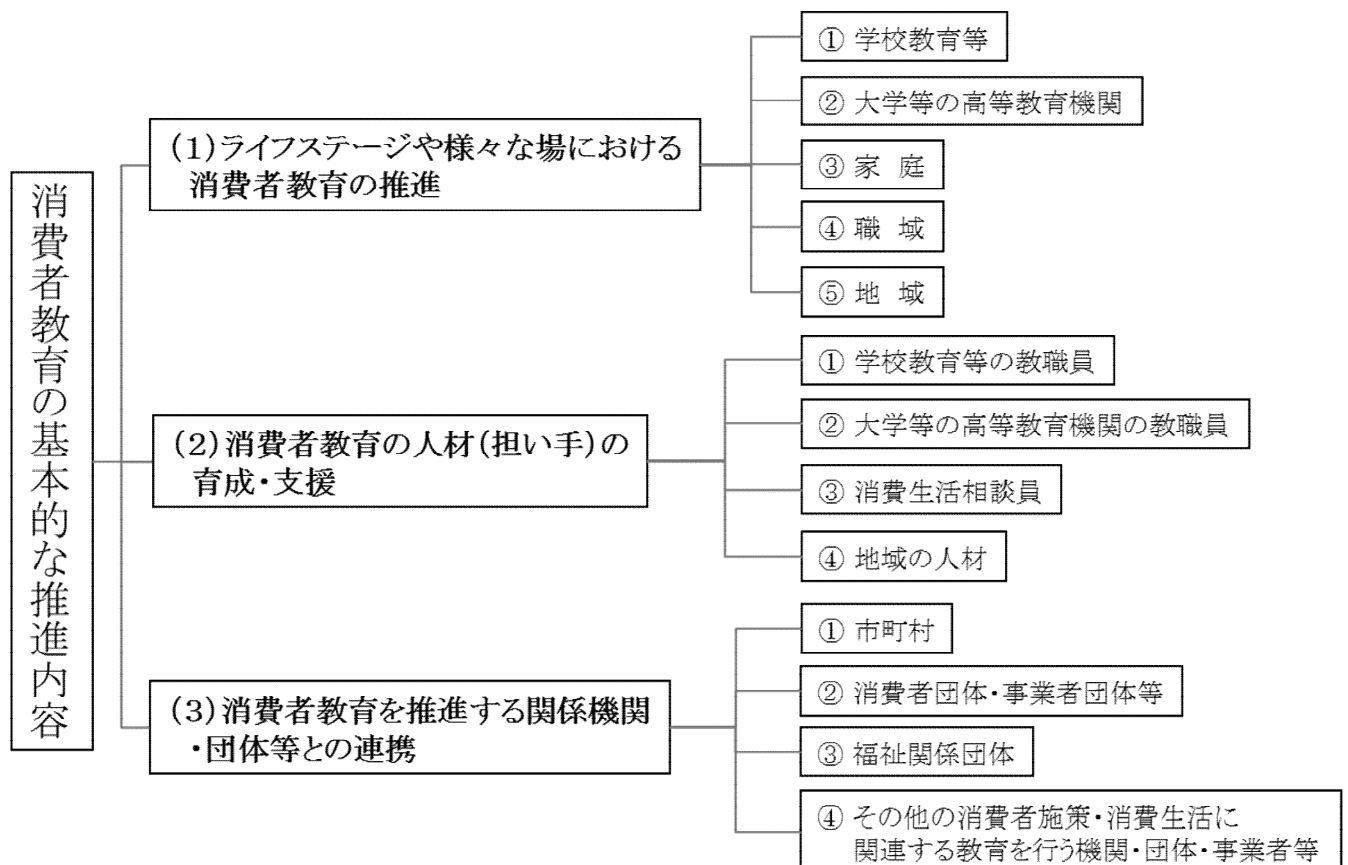 消費者教育の基本的な推進内容
(1)ライフステージや様々な場における
消費者教育の推進
① 学校教育等
② 大学等の高等教育機関
③ 家 庭
④ 職 域
⑤ 地 域
(2)消費者教育の人材(担い手)の
育成・支援
① 学校教育等の教職員
② 大学等の高等教育機関の教職員
③ 消費生活相談員
④ 地域の人材
(3)消費者教育を推進する関係機関
・団体等との連携
① 市町村
② 消費者団体・事業者団体等
③ 福祉関係団体
④ その他の消費者施策・消費生活に
関連する教育を行う機関・団体・事業者等